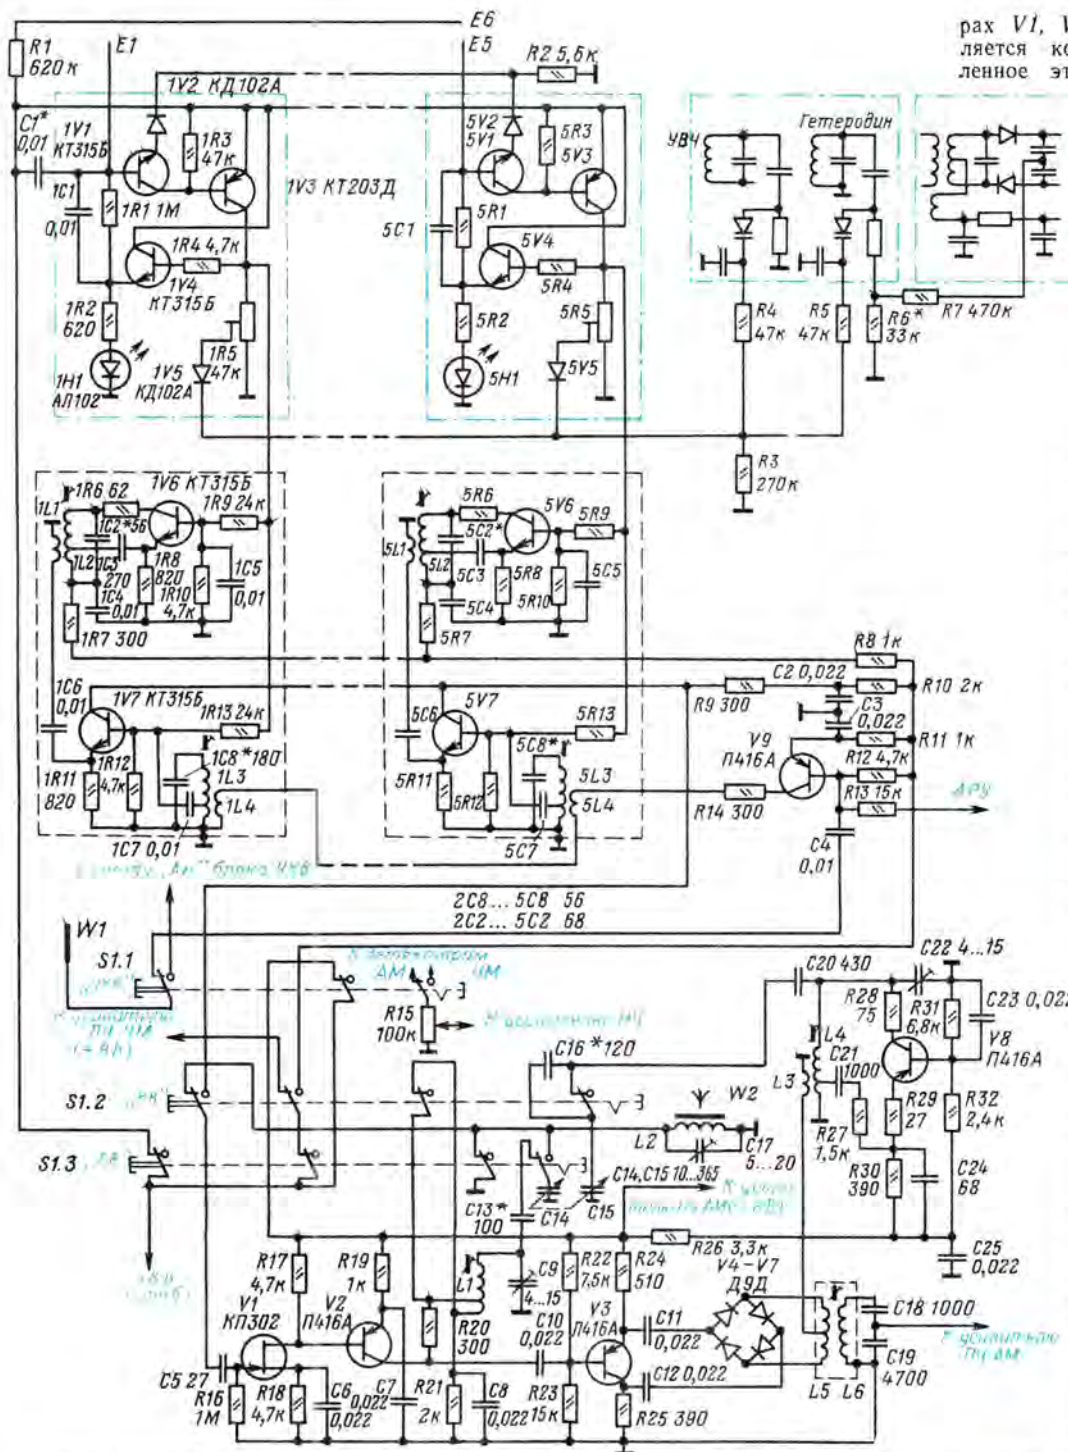 E6
E1
E5
рах V1, V
ляется ко
ленное эт
R1
620 к
R2 5,6 к
1V2 КД102А
C1*
0,01
1V1
КТ315Б
1R3
47к
5V2
5V1
5R3
5V3
УВЧ
Гетеродин
1V3 КТ203Д
1C1
0,01
1R1 1М
5C1
5R1
1R4 4,7к
1V4
КТ315Б
5V4
5R4
1R2
620
5R2
5R5
R4
47к
R5
47к
R6*
33к
R7 470к
1R5
47к
1H1
АЛ102
1V5
КД102А
5H1
5V5
R3
270к
1V6 КТ315Б
1R6 62
1R9 24к
1L1
1C2*56
1L2
1C3
270
1R8
820
1C5
0,01
1C4
0,01
1R10
4,7к
1R7 300
5R6
5V6
5R9
5L1
5C2*
5L2
5C3
5R8
5C5
5C4
5R10
5R7
R8 1к
1C6
0,01
1V7 КТ315Б
1R13 24к
C2 0,022
R9 300
R10 2к
C3
0,022
5V7
5C6
5R13
R11 1к
V9
П416А
R12 4,7к
R13 15к
1R11
820
1R12
4,7к
1C8*180
1L3
1L4
5C8*
5L3
5L4
5R11
5R12
R14 300
АРУ
1C7 0,01
5C7
C4
0,01
2C8...5C8 56
2C2...5C2 68
W1
S1.1
АМ
ЧМ
R15
100к
C20 430
C22 4...15
R28
75
R31
6,8к
C23 0,022
V8
П416А
L4
C21
1000
L3
C16*120
S1.2
W2
R29
27
R32
2,4к
R27
1,5к
L2
C17
5...20
S1.3
R30
390
C24
68
C14, C15 10...365
C13*
100
C14
C15
R17
4,7к
R19
1к
C9
4...15
L1
R22
7,5к
R24
510
R26 3,3к
V4–V7
Д9Д
C25
0,022
V1
КП302
V2
П416А
R20
300
C10
0,022
V3
П416А
C11
0,022
C18 1000
C19
4700
C12 0,022
L5
L6
C5 27
R16
1М
R18
4,7к
C6
0,022
C7
0,022
R21
2к
C8
0,022
R23
15к
R25 390